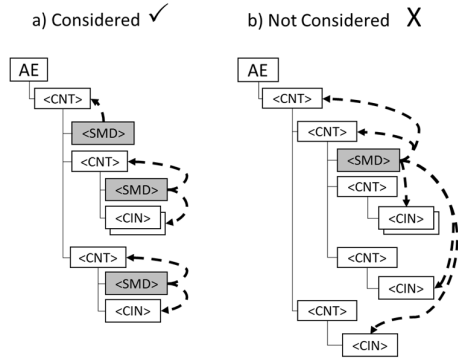 a) Considered ✓
AE
<CNT>
<SMD>
<CNT>
<SMD>
<CIN>
<CNT>
<SMD>
<CIN>
b) Not Considered X
AE
<CNT>
<CNT>
<SMD>
<CNT>
<CIN>
<CNT>
<CIN>
<CNT>
<CIN>